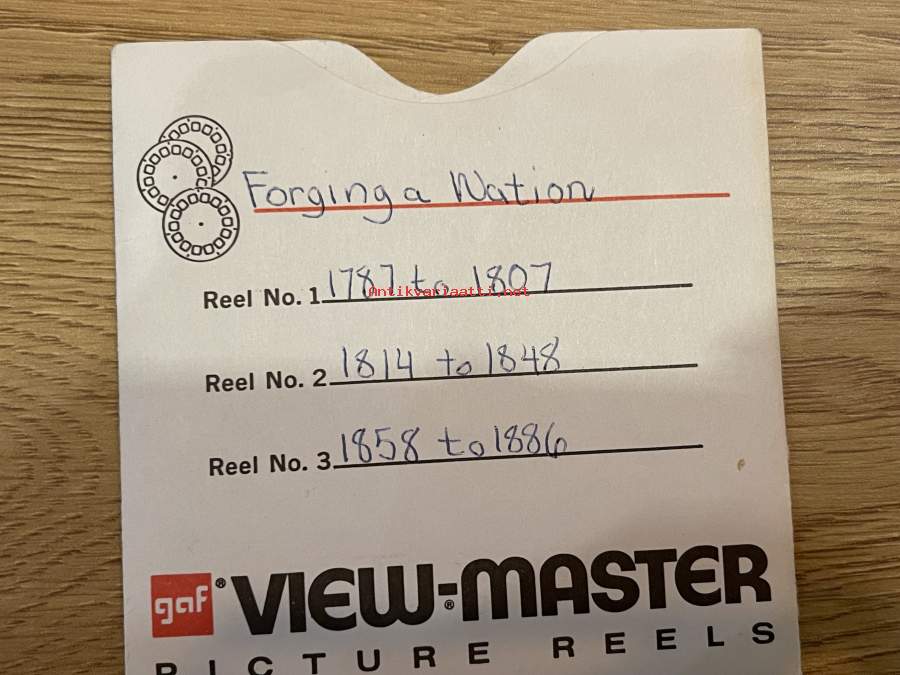 Forging a Nation
Reel No. 1 1787 to 1807
Antikvariaatti.net
Reel No. 2 1814 to 1848
Reel No. 3 1858 to 1886
gaf® VIEW-MASTER®
PICTURE REELS